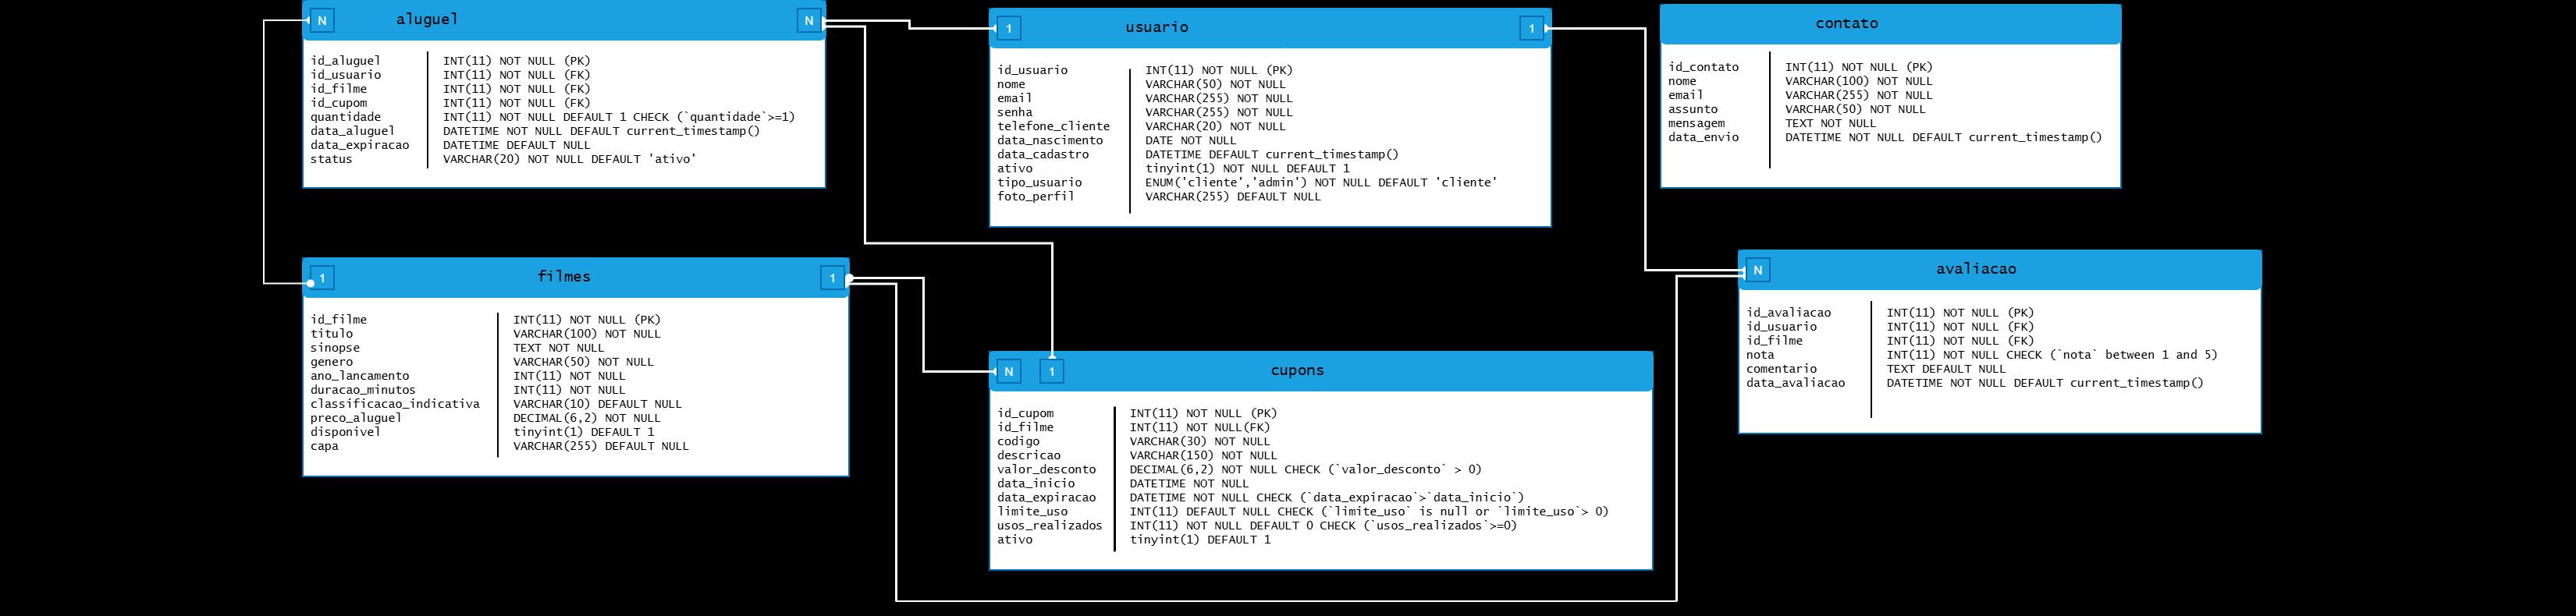 N aluguel N
id_aluguel INT(11) NOT NULL (PK)
id_usuario INT(11) NOT NULL (FK)
id_filme INT(11) NOT NULL (FK)
id_cupom INT(11) NOT NULL (FK)
quantidade INT(11) NOT NULL DEFAULT 1 CHECK (`quantidade`>=1)
data_aluguel DATETIME NOT NULL DEFAULT current_timestamp()
data_expiracao DATETIME DEFAULT NULL
status VARCHAR(20) NOT NULL DEFAULT 'ativo'
1 usuario 1
id_usuario INT(11) NOT NULL (PK)
nome VARCHAR(50) NOT NULL
email VARCHAR(255) NOT NULL
senha VARCHAR(255) NOT NULL
telefone_cliente VARCHAR(20) NOT NULL
data_nascimento DATE NOT NULL
data_cadastro DATETIME DEFAULT current_timestamp()
ativo tinyint(1) NOT NULL DEFAULT 1
tipo_usuario ENUM('cliente','admin') NOT NULL DEFAULT 'cliente'
foto_perfil VARCHAR(255) DEFAULT NULL
contato
id_contato INT(11) NOT NULL (PK)
nome VARCHAR(100) NOT NULL
email VARCHAR(255) NOT NULL
assunto VARCHAR(50) NOT NULL
mensagem TEXT NOT NULL
data_envio DATETIME NOT NULL DEFAULT current_timestamp()
1 filmes 1
id_filme INT(11) NOT NULL (PK)
titulo VARCHAR(100) NOT NULL
sinopse TEXT NOT NULL
genero VARCHAR(50) NOT NULL
ano_lancamento INT(11) NOT NULL
duracao_minutos INT(11) NOT NULL
classificacao_indicativa VARCHAR(10) DEFAULT NULL
preco_aluguel DECIMAL(6,2) NOT NULL
disponivel tinyint(1) DEFAULT 1
capa VARCHAR(255) DEFAULT NULL
N 1 cupons
id_cupom INT(11) NOT NULL (PK)
id_filme INT(11) NOT NULL(FK)
codigo VARCHAR(30) NOT NULL
descricao VARCHAR(150) NOT NULL
valor_desconto DECIMAL(6,2) NOT NULL CHECK (`valor_desconto` > 0)
data_inicio DATETIME NOT NULL
data_expiracao DATETIME NOT NULL CHECK (`data_expiracao`>`data_inicio`)
limite_uso INT(11) DEFAULT NULL CHECK (`limite_uso` is null or `limite_uso`> 0)
usos_realizados INT(11) NOT NULL DEFAULT 0 CHECK (`usos_realizados`>=0)
ativo tinyint(1) DEFAULT 1
N avaliacao
id_avaliacao INT(11) NOT NULL (PK)
id_usuario INT(11) NOT NULL (FK)
id_filme INT(11) NOT NULL (FK)
nota INT(11) NOT NULL CHECK (`nota` between 1 and 5)
comentario TEXT DEFAULT NULL
data_avaliacao DATETIME NOT NULL DEFAULT current_timestamp()